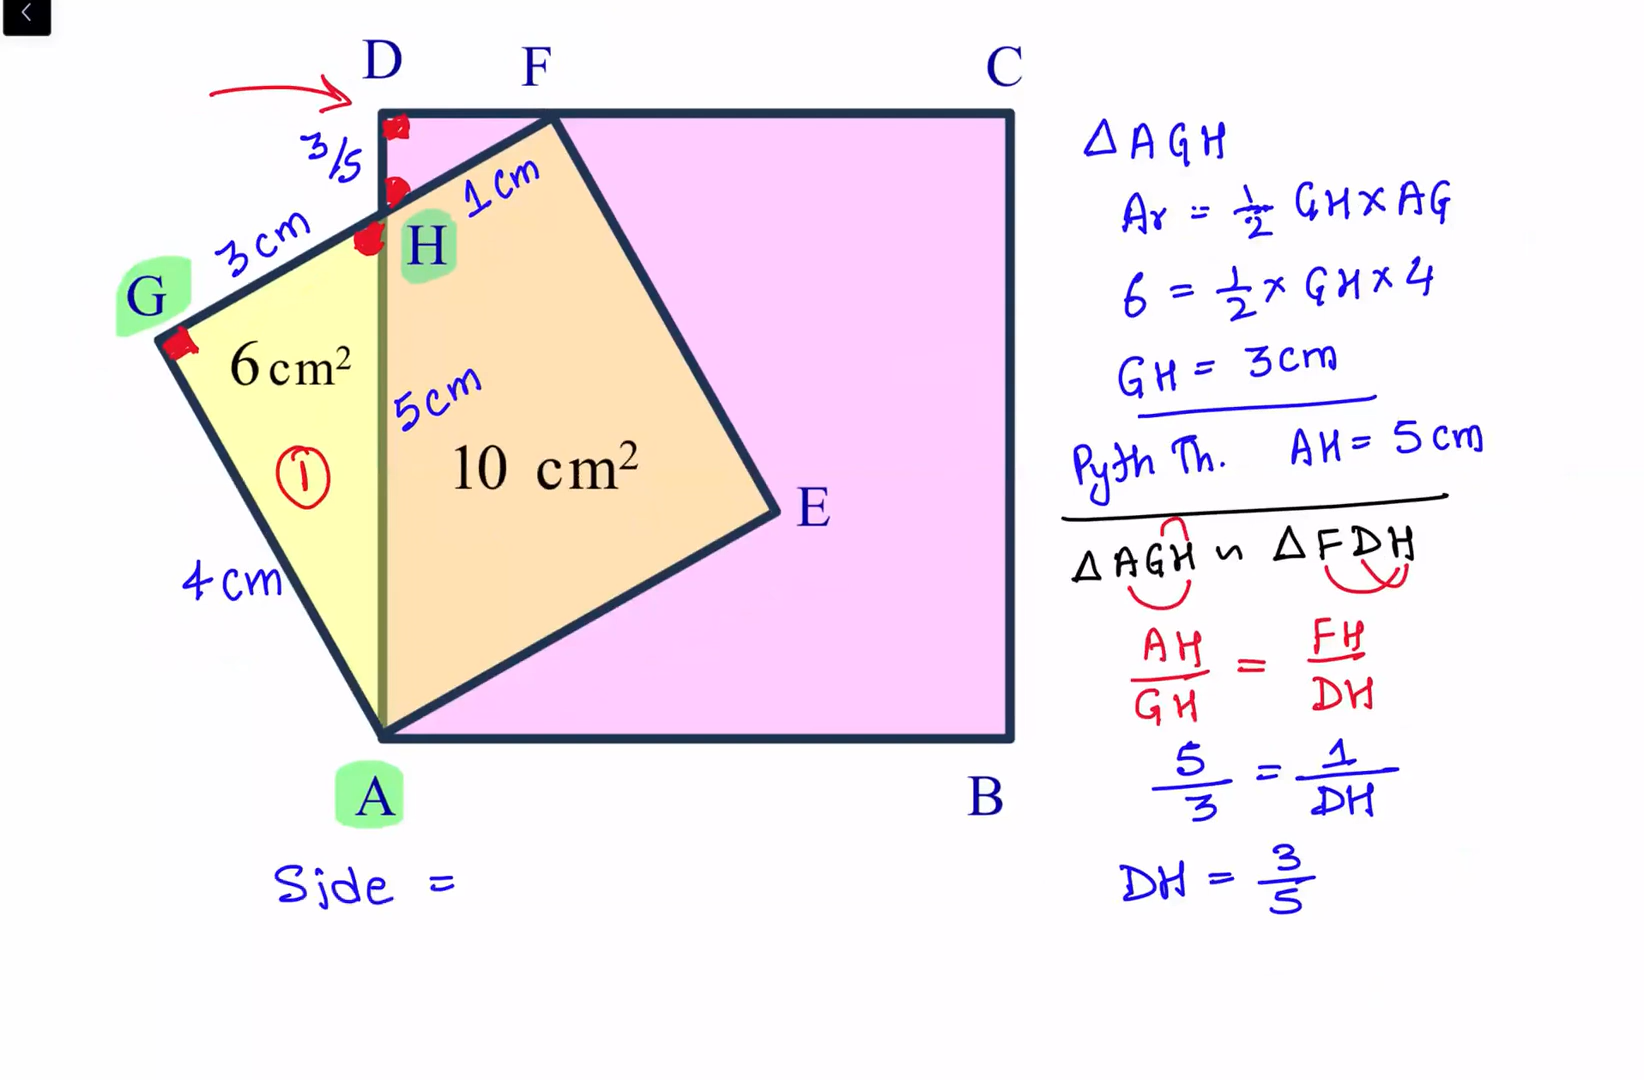 D F C
3/5
1cm
3cm
H
G
6 cm²
5cm
1
10 cm²
E
4cm
A
B
Side =
Δ AGH
Ar = 1/2 GH×AG
6 = 1/2 × GH×4
GH = 3cm
Pyth Th. AH = 5cm
Δ AGH ~ Δ FDH
AH/GH = FH/DH
5/3 = 1/DH
DH = 3/5